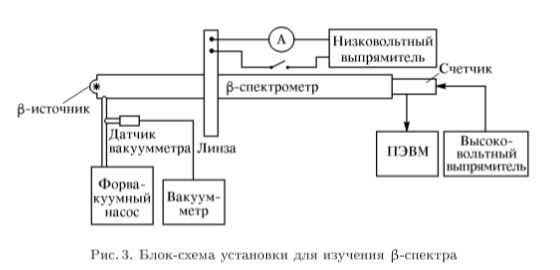 А
Низковольтный
выпрямитель
Счетчик
β-спектрометр
β-источник
Датчик
вакуумметра
Линза
ПЭВМ
Высоко-
вольтный
выпрямитель
Форва-
куумный
насос
Вакуум-
метр
Рис. 3. Блок-схема установки для изучения β-спектра